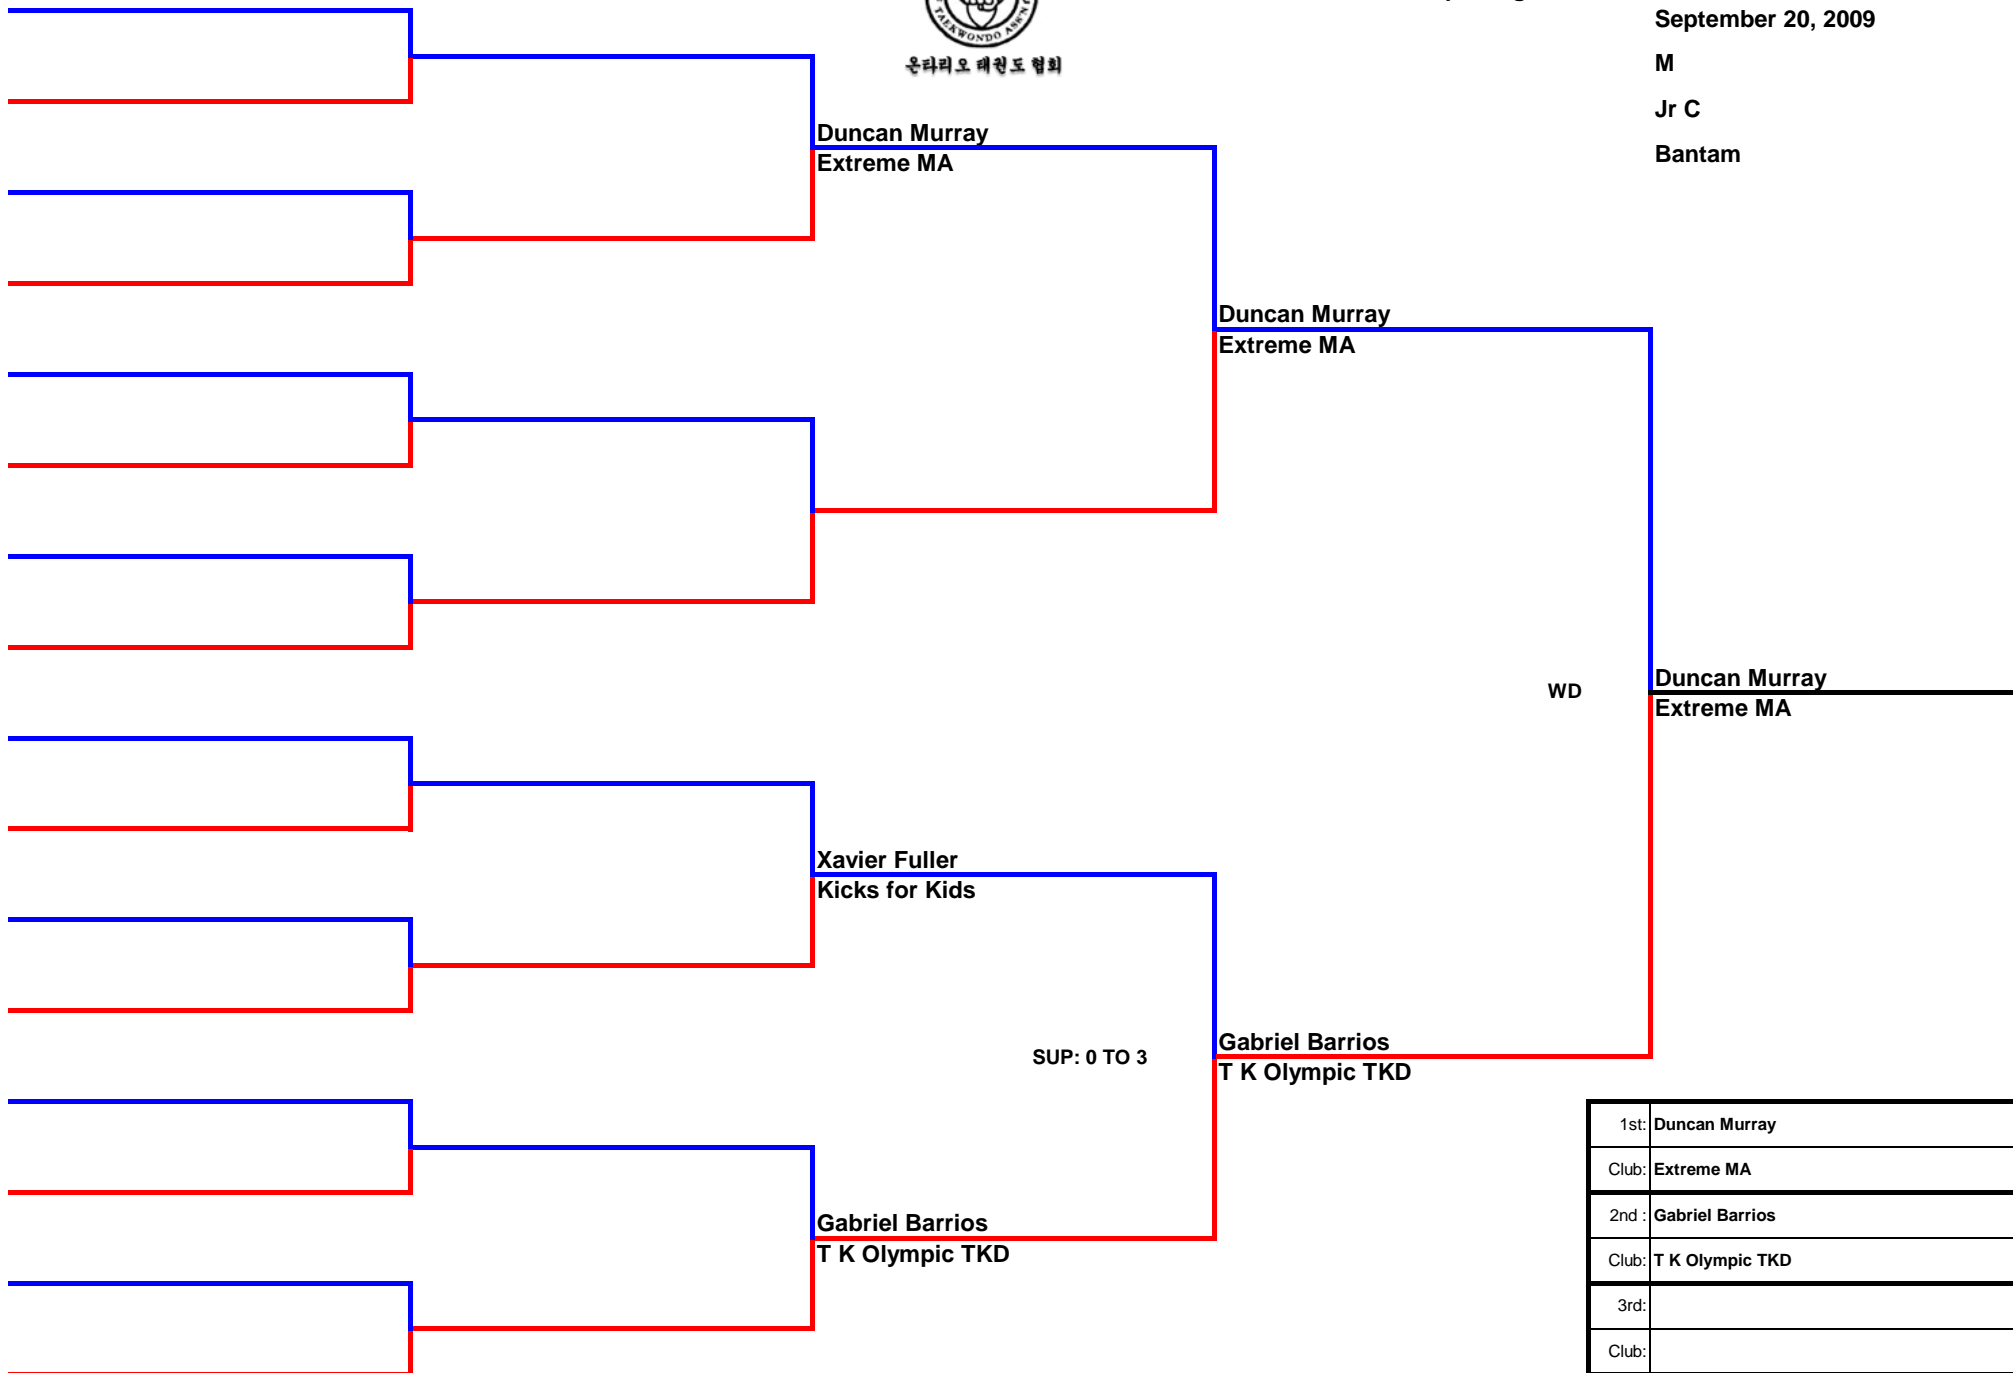 TAEKWONDO ASS'N
온타리오 태권도 협회
September 20, 2009
M
Jr C
Bantam
Duncan Murray
Extreme MA
Duncan Murray
Extreme MA
WD
Duncan Murray
Extreme MA
Xavier Fuller
Kicks for Kids
SUP: 0 TO 3
Gabriel Barrios
T K Olympic TKD
Gabriel Barrios
T K Olympic TKD
1st: Duncan Murray
Club: Extreme MA
2nd : Gabriel Barrios
Club: T K Olympic TKD
3rd:
Club: